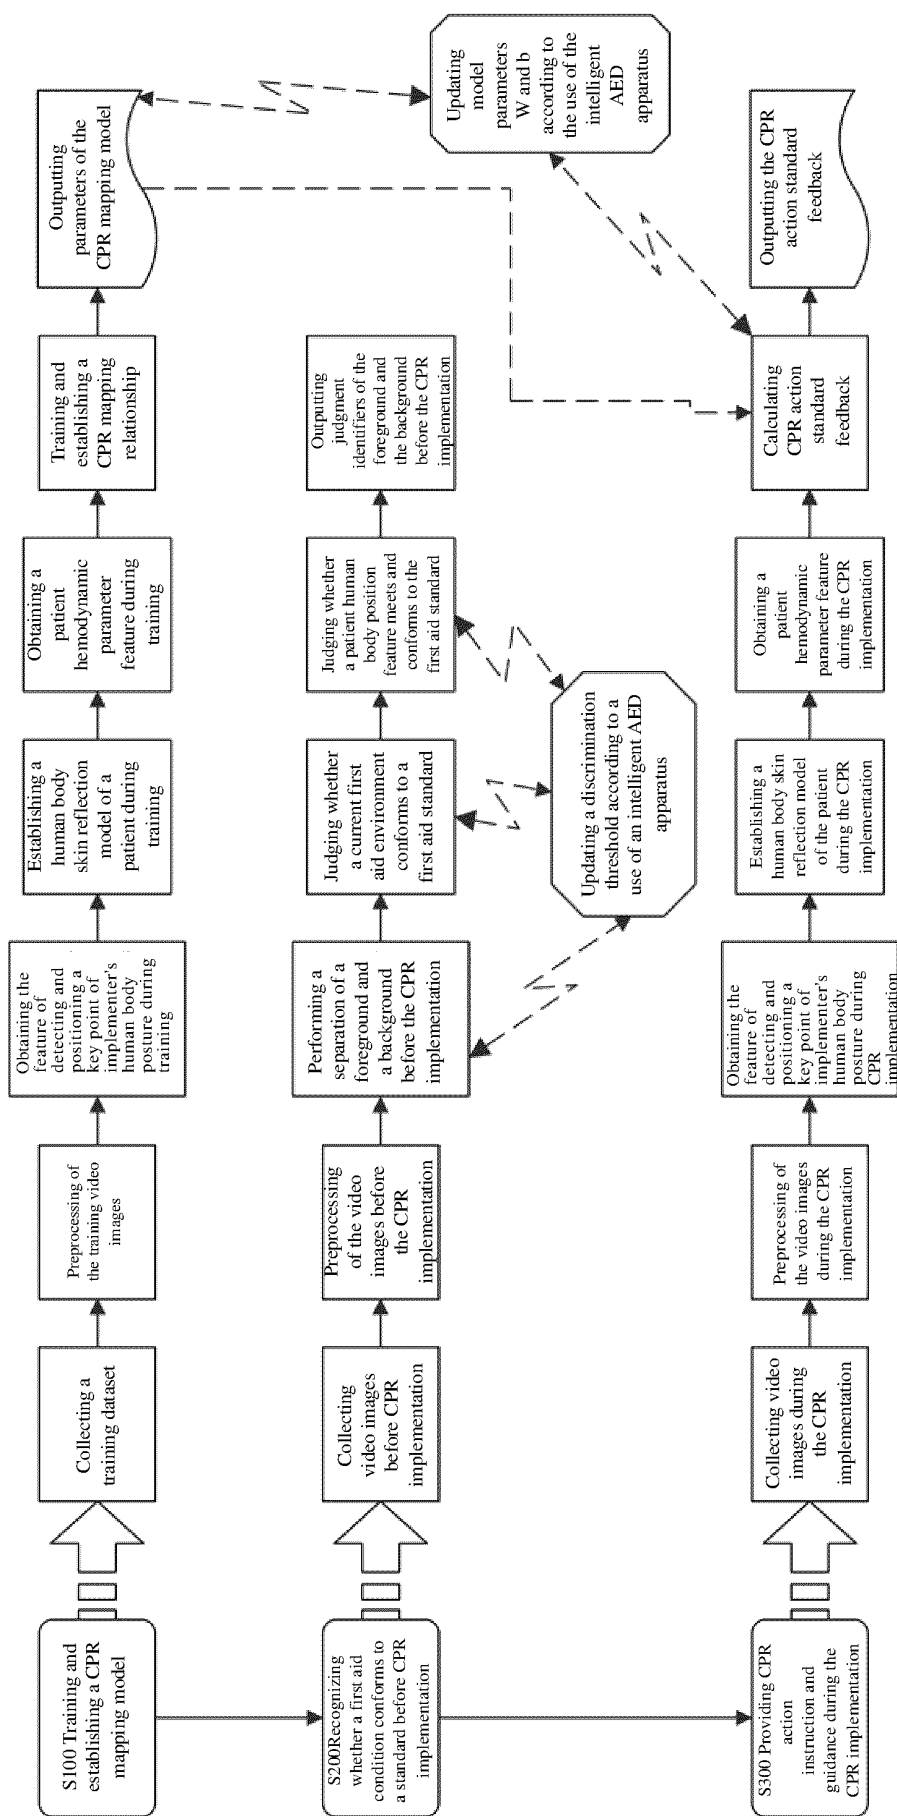 S100 Training and
establishing a CPR
mapping model
Collecting a
training dataset
Preprocessing of
the training video
images
Obtaining the
feature of
detecting and
positioning a
key point of
implementer's
human body
posture during
training
Establishing a
human body
skin reflection
model of a
patient during
training
Obtaining a
patient
hemodynamic
parameter
feature during
training
Training and
establishing a
CPR mapping
relationship
Outputting
parameters of the
CPR mapping model
Updating
model
parameters
W and b
according to
the use of the
intelligent
AED
apparatus
S200Recognizing
whether a first aid
condition conforms to
a standard before CPR
implementation
Collecting
video images
before CPR
implementation
Preprocessing
of the video
images before
the CPR
implementation
Performing a
separation of a
foreground and
a background
before the CPR
implementation
Judging whether
a current first
aid environment
conforms to a
first aid standard
Judging whether
a patient human
body position
feature meets and
conforms to the
first aid standard
Outputting
judgment
identifiers of the
foreground and
the background
before the CPR
implementation
Updating a discrimination
threshold according to a
use of an intelligent AED
apparatus
S300 Providing CPR
action
instruction and
guidance during the
CPR implementation
Collecting video
images during
the CPR
implementation
Preprocessing of
the video images
during the CPR
implementation
Obtaining the
feature of
detecting and
positioning a
key point of
implementer's
human body
posture during
CPR
implementation
Establishing a
human body skin
reflection model
of the patient
during the CPR
implementation
Obtaining a
patient
hemodynamic
parameter feature
during the CPR
implementation
Calculating
CPR action
standard
feedback
Outputting the CPR
action standard
feedback